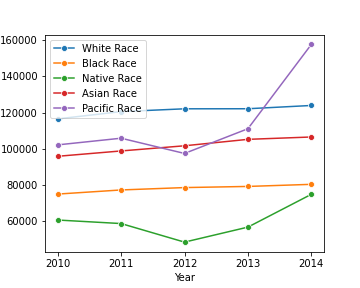 160000
140000
120000
100000
80000
60000
White Race
Black Race
Native Race
Asian Race
Pacific Race
2010 2011 2012 2013 2014
Year